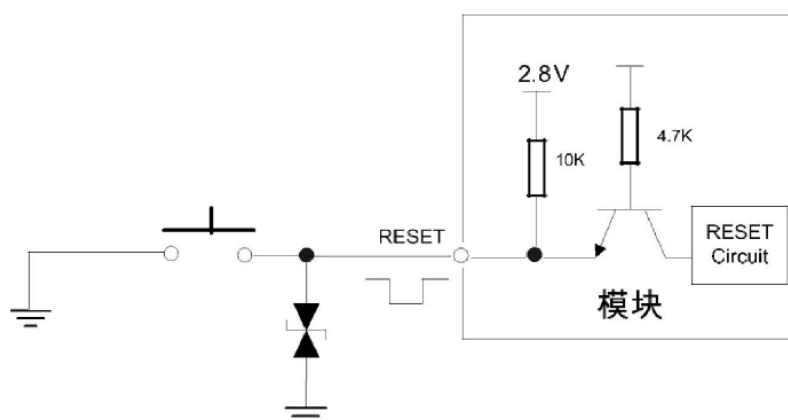 2.8V
10K
4.7K
RESET
RESET
Circuit
模块